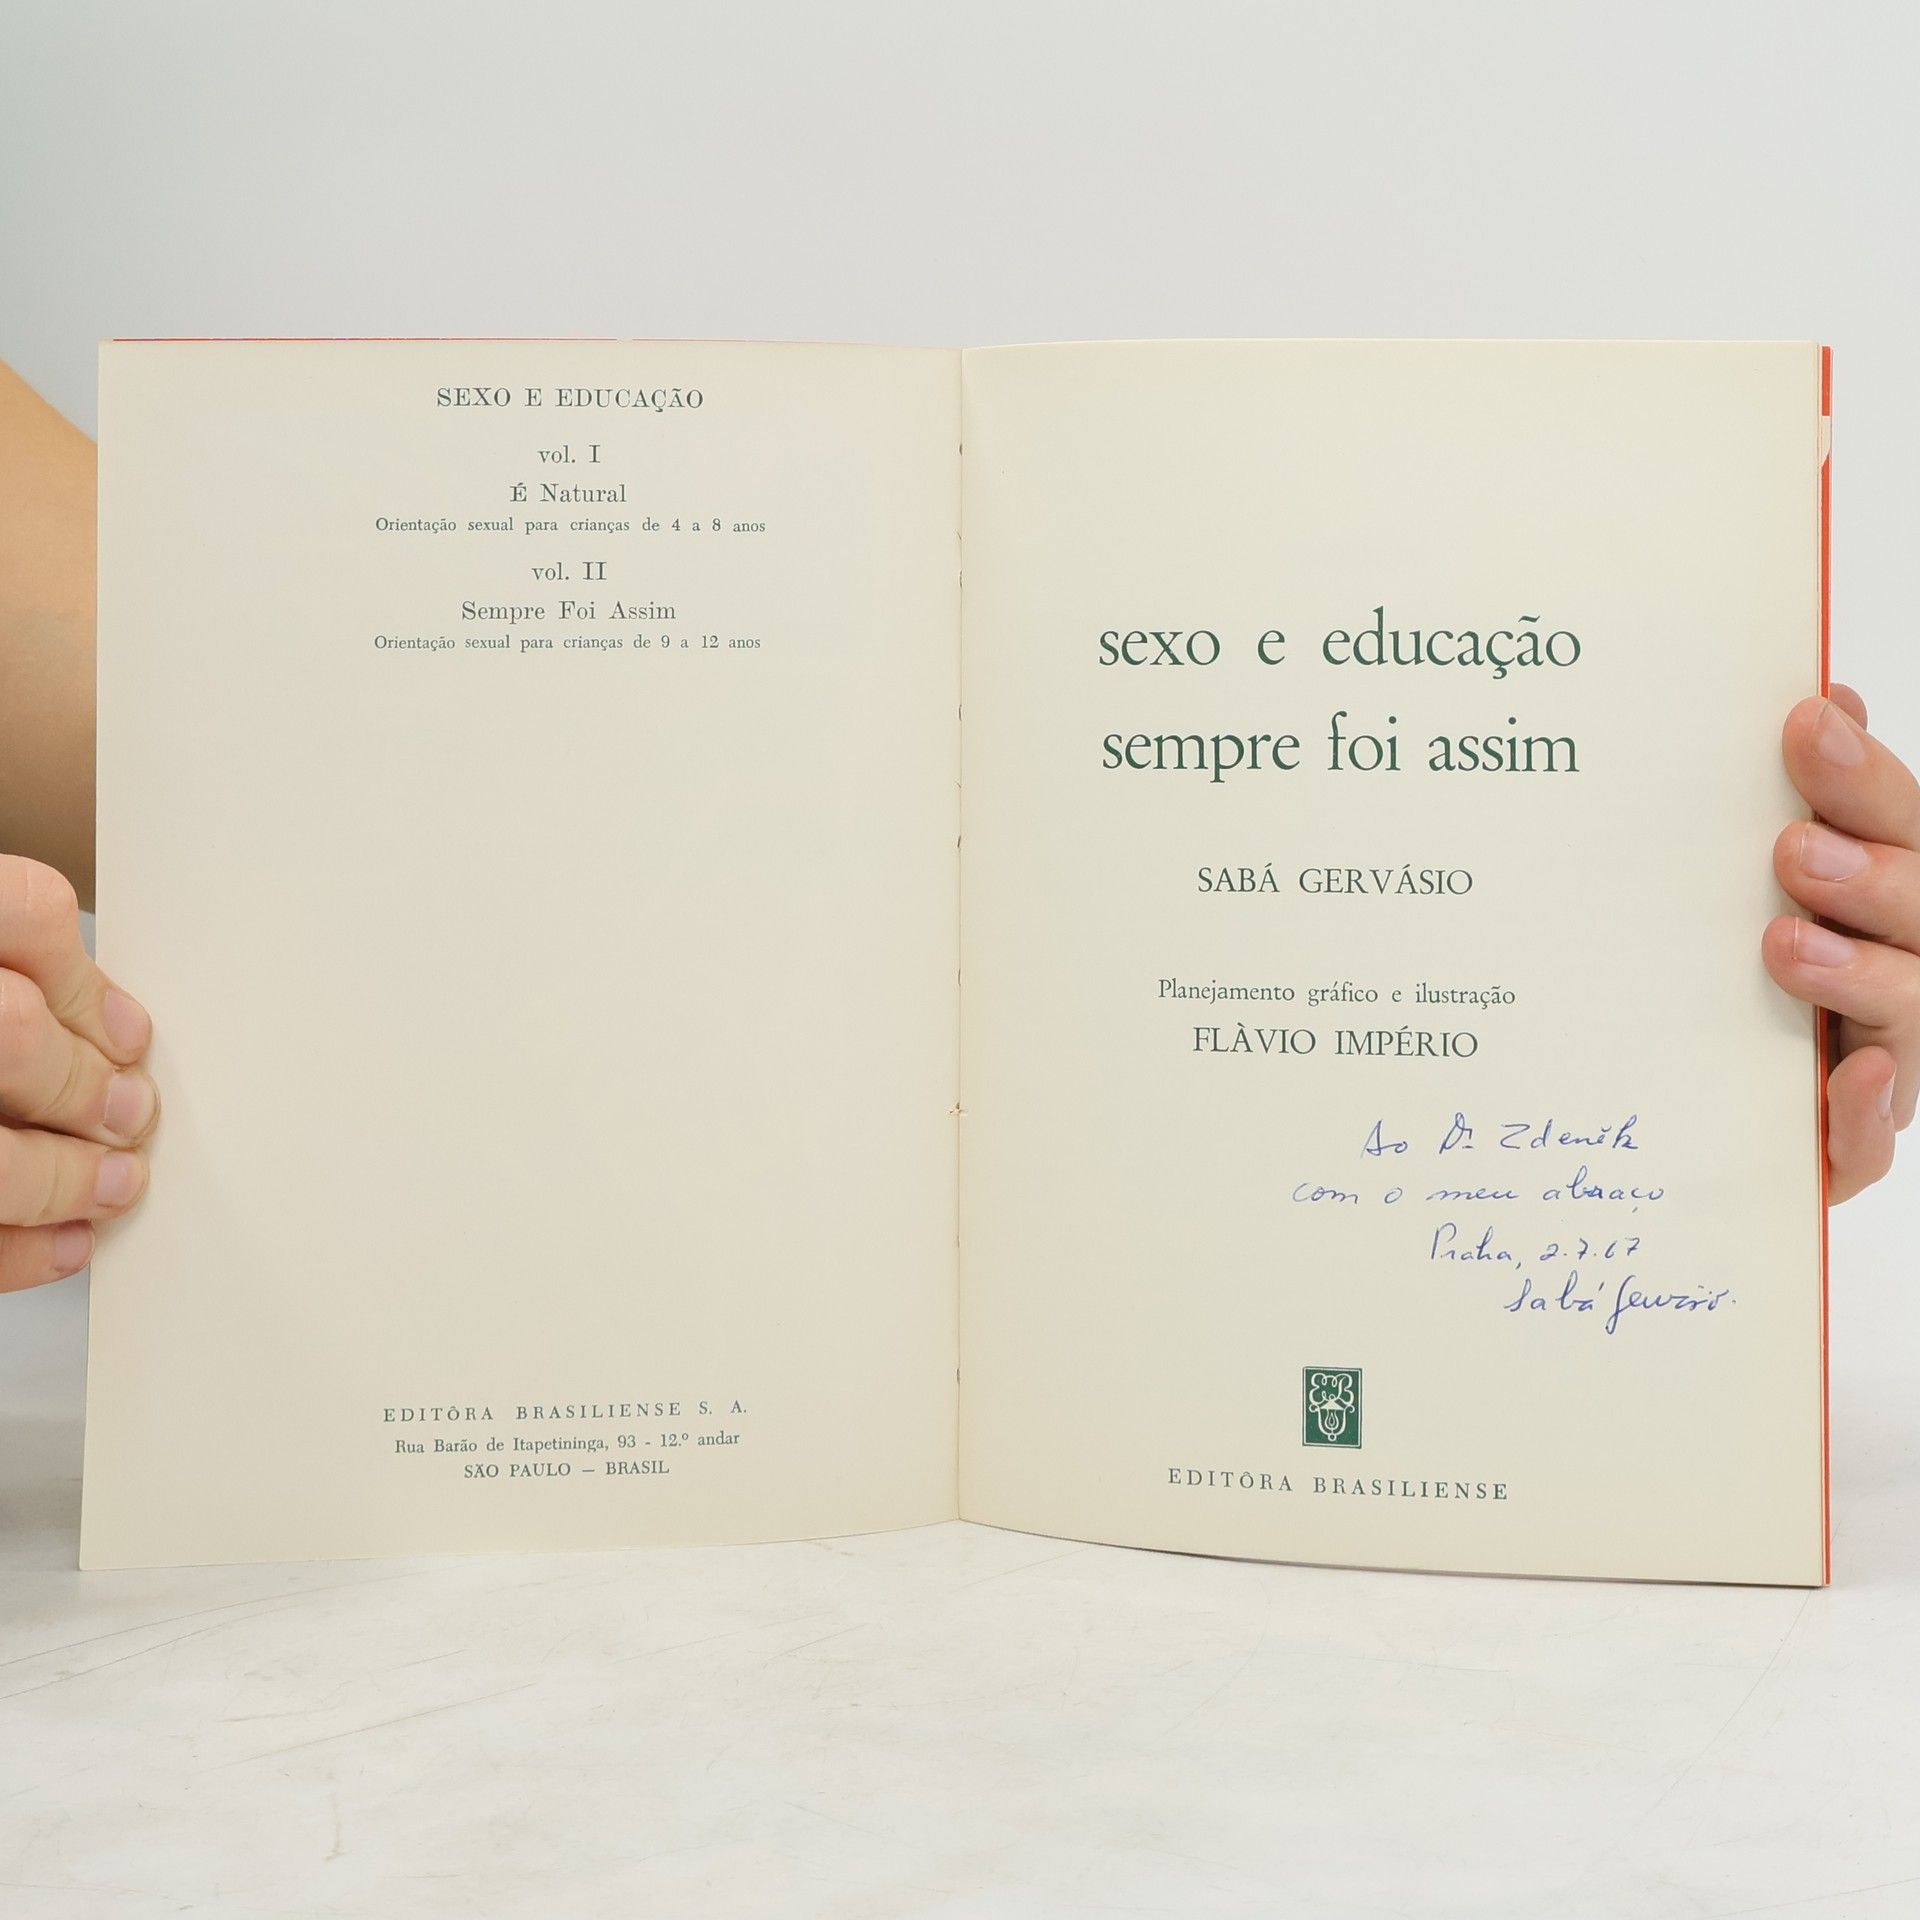 SEXO E EDUCAÇÃO
vol. I
É Natural
Orientação sexual para crianças de 4 a 8 anos
vol. II
Sempre Foi Assim
Orientação sexual para crianças de 9 a 12 anos
EDITÔRA BRASILIENSE S. A.
Rua Barão de Itapetininga, 93 - 12.º andar
SÃO PAULO — BRASIL
sexo e educação
sempre foi assim
SABÁ GERVÁSIO
Planejamento gráfico e ilustração
FLÀVIO IMPÉRIO
Ao Dr. Zdeněk
com o meu abraço
Praha, 2.7.67
Sabá Gervásio.
EB
EDITÔRA BRASILIENSE